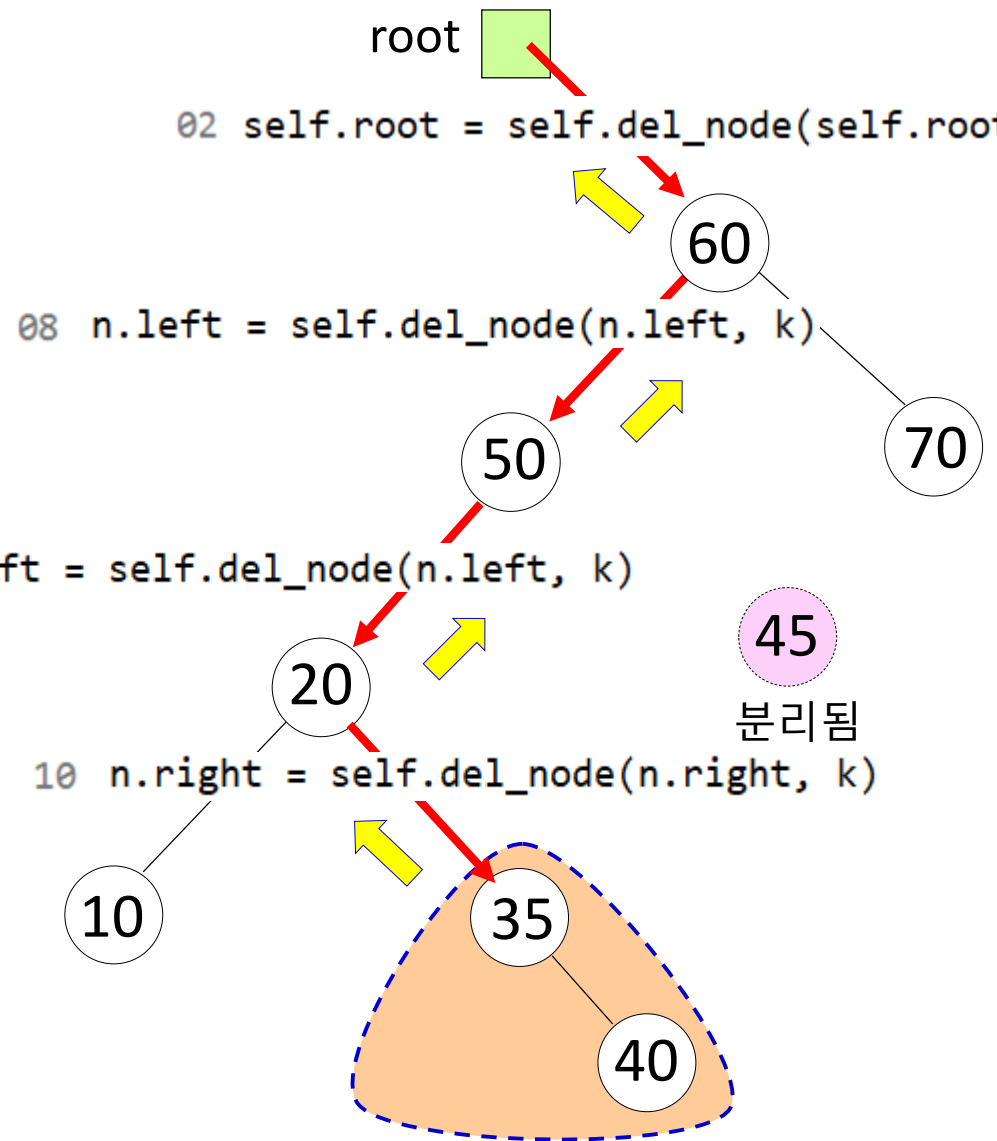 root
02 self.root = self.del_node(self.root
60
08 n.left = self.del_node(n.left, k)
70
50
ft = self.del_node(n.left, k)
45
분리됨
20
10 n.right = self.del_node(n.right, k)
10
35
40